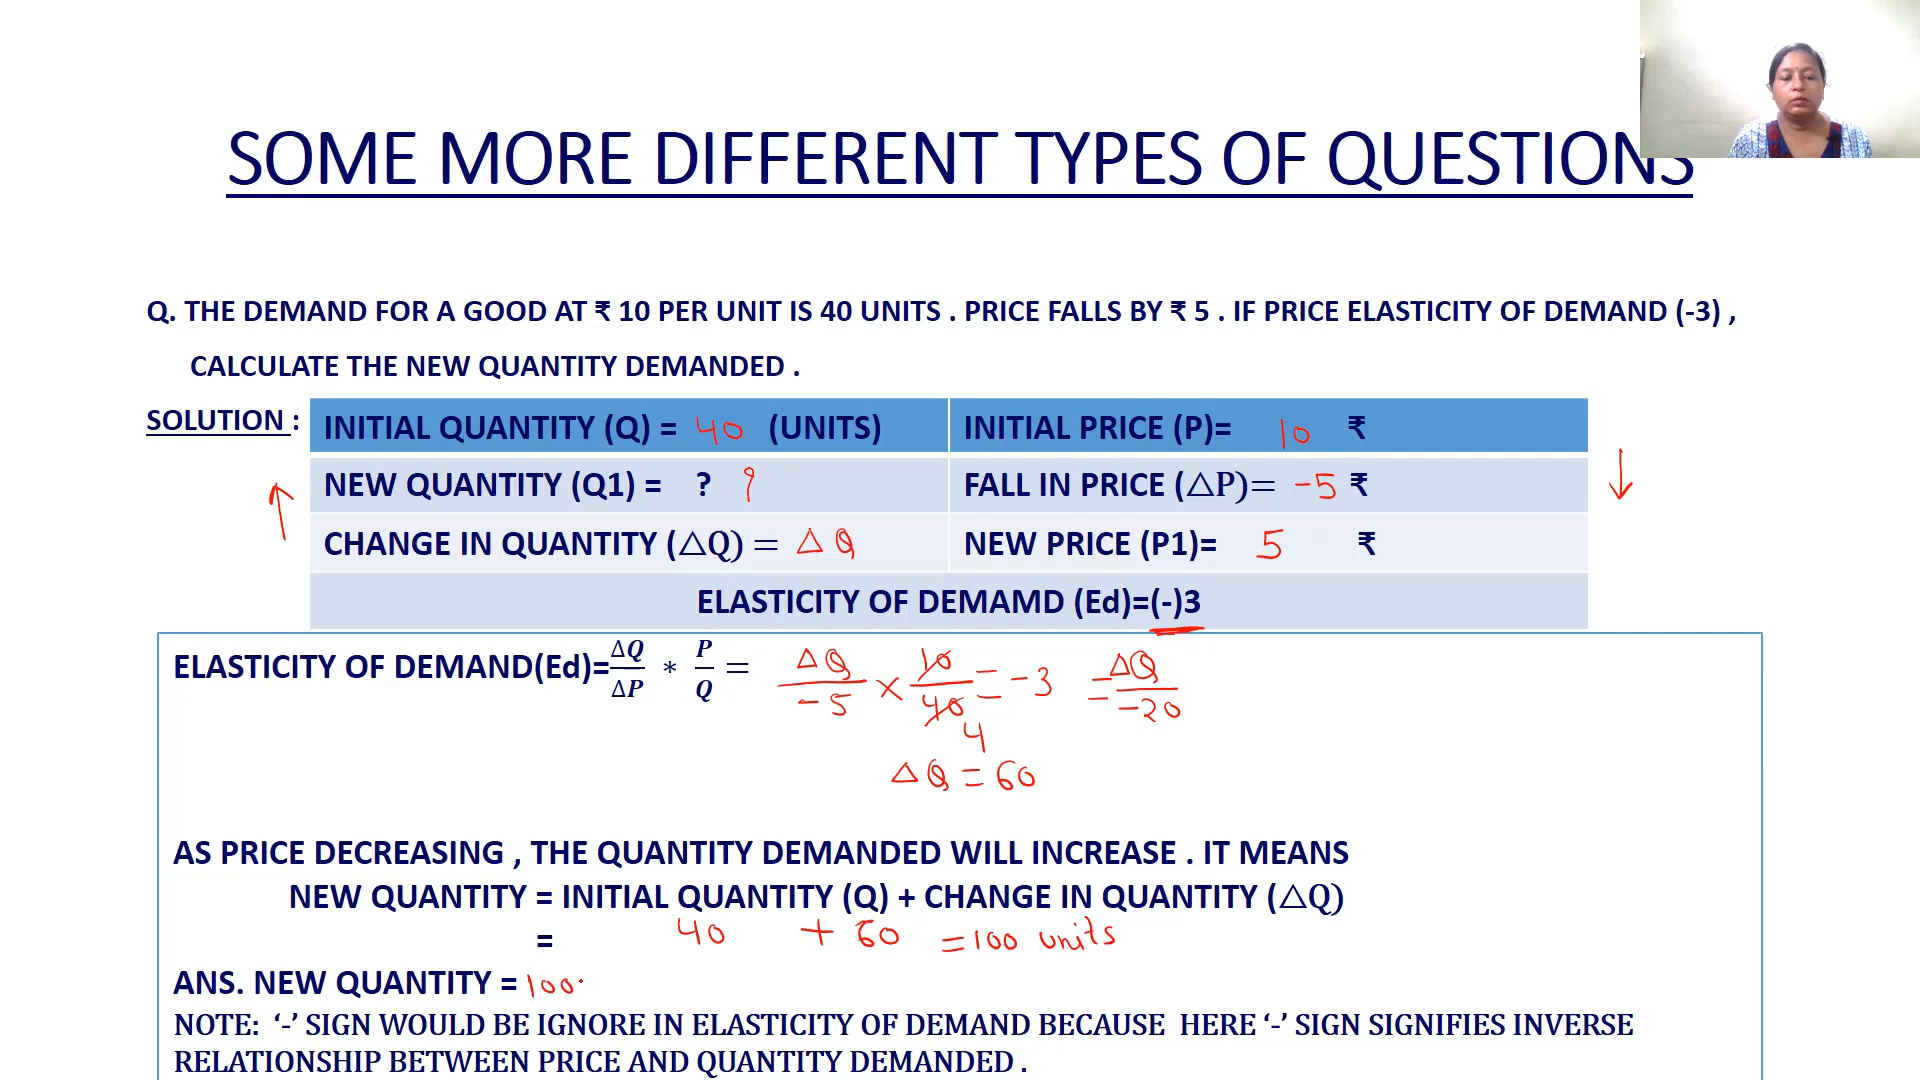 SOME MORE DIFFERENT TYPES OF QUESTIONS
Q. THE DEMAND FOR A GOOD AT ₹ 10 PER UNIT IS 40 UNITS . PRICE FALLS BY ₹ 5 . IF PRICE ELASTICITY OF DEMAND (-3) ,
CALCULATE THE NEW QUANTITY DEMANDED .
SOLUTION :
INITIAL QUANTITY (Q) = 40 (UNITS)
INITIAL PRICE (P)= 10 ₹
NEW QUANTITY (Q1) = ? ?
FALL IN PRICE (△P)= -5 ₹
CHANGE IN QUANTITY (△Q) = △Q
NEW PRICE (P1)= 5 ₹
ELASTICITY OF DEMAMD (Ed)=(-)3
ELASTICITY OF DEMAND(Ed)= ΔQ/ΔP * P/Q = ΔQ/-5 × 10/40 = -3 = ΔQ/-20
4
ΔQ = 60
AS PRICE DECREASING , THE QUANTITY DEMANDED WILL INCREASE . IT MEANS
NEW QUANTITY = INITIAL QUANTITY (Q) + CHANGE IN QUANTITY (△Q)
= 40 + 60 = 100 units
ANS. NEW QUANTITY = 100
NOTE: ‘-’ SIGN WOULD BE IGNORE IN ELASTICITY OF DEMAND BECAUSE HERE ‘-’ SIGN SIGNIFIES INVERSE
RELATIONSHIP BETWEEN PRICE AND QUANTITY DEMANDED .